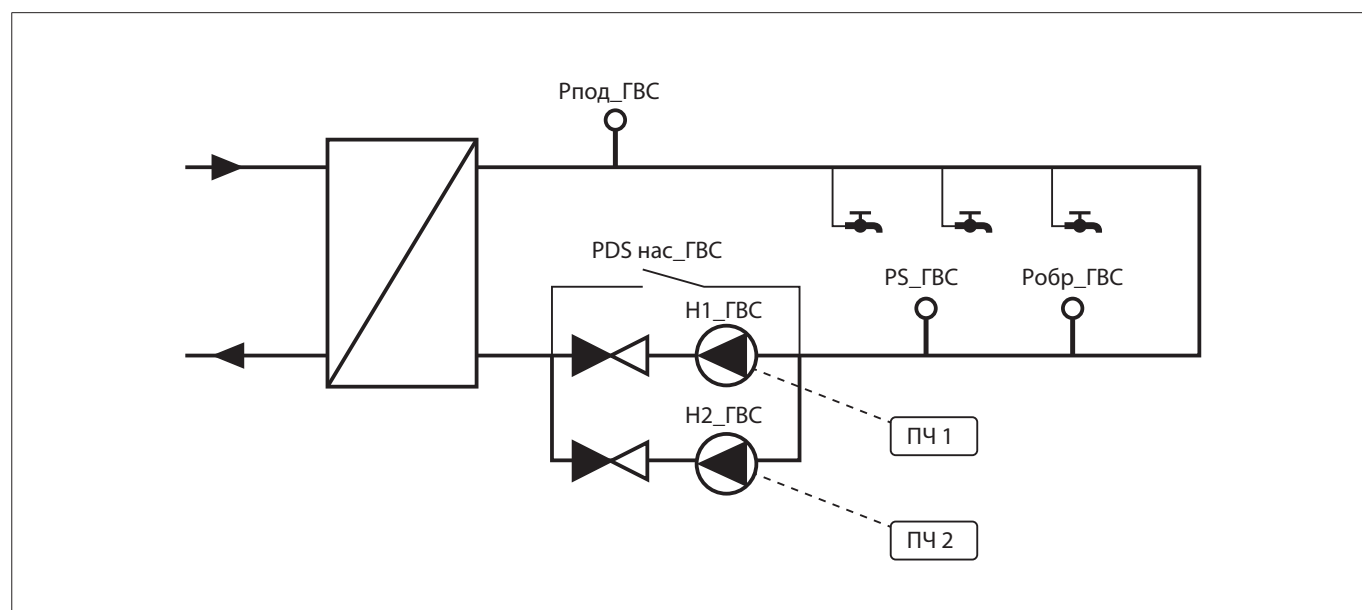 Рпод_ГВС
PDS нас_ГВС
PS_ГВС
Робр_ГВС
Н1_ГВС
Н2_ГВС
ПЧ 1
ПЧ 2